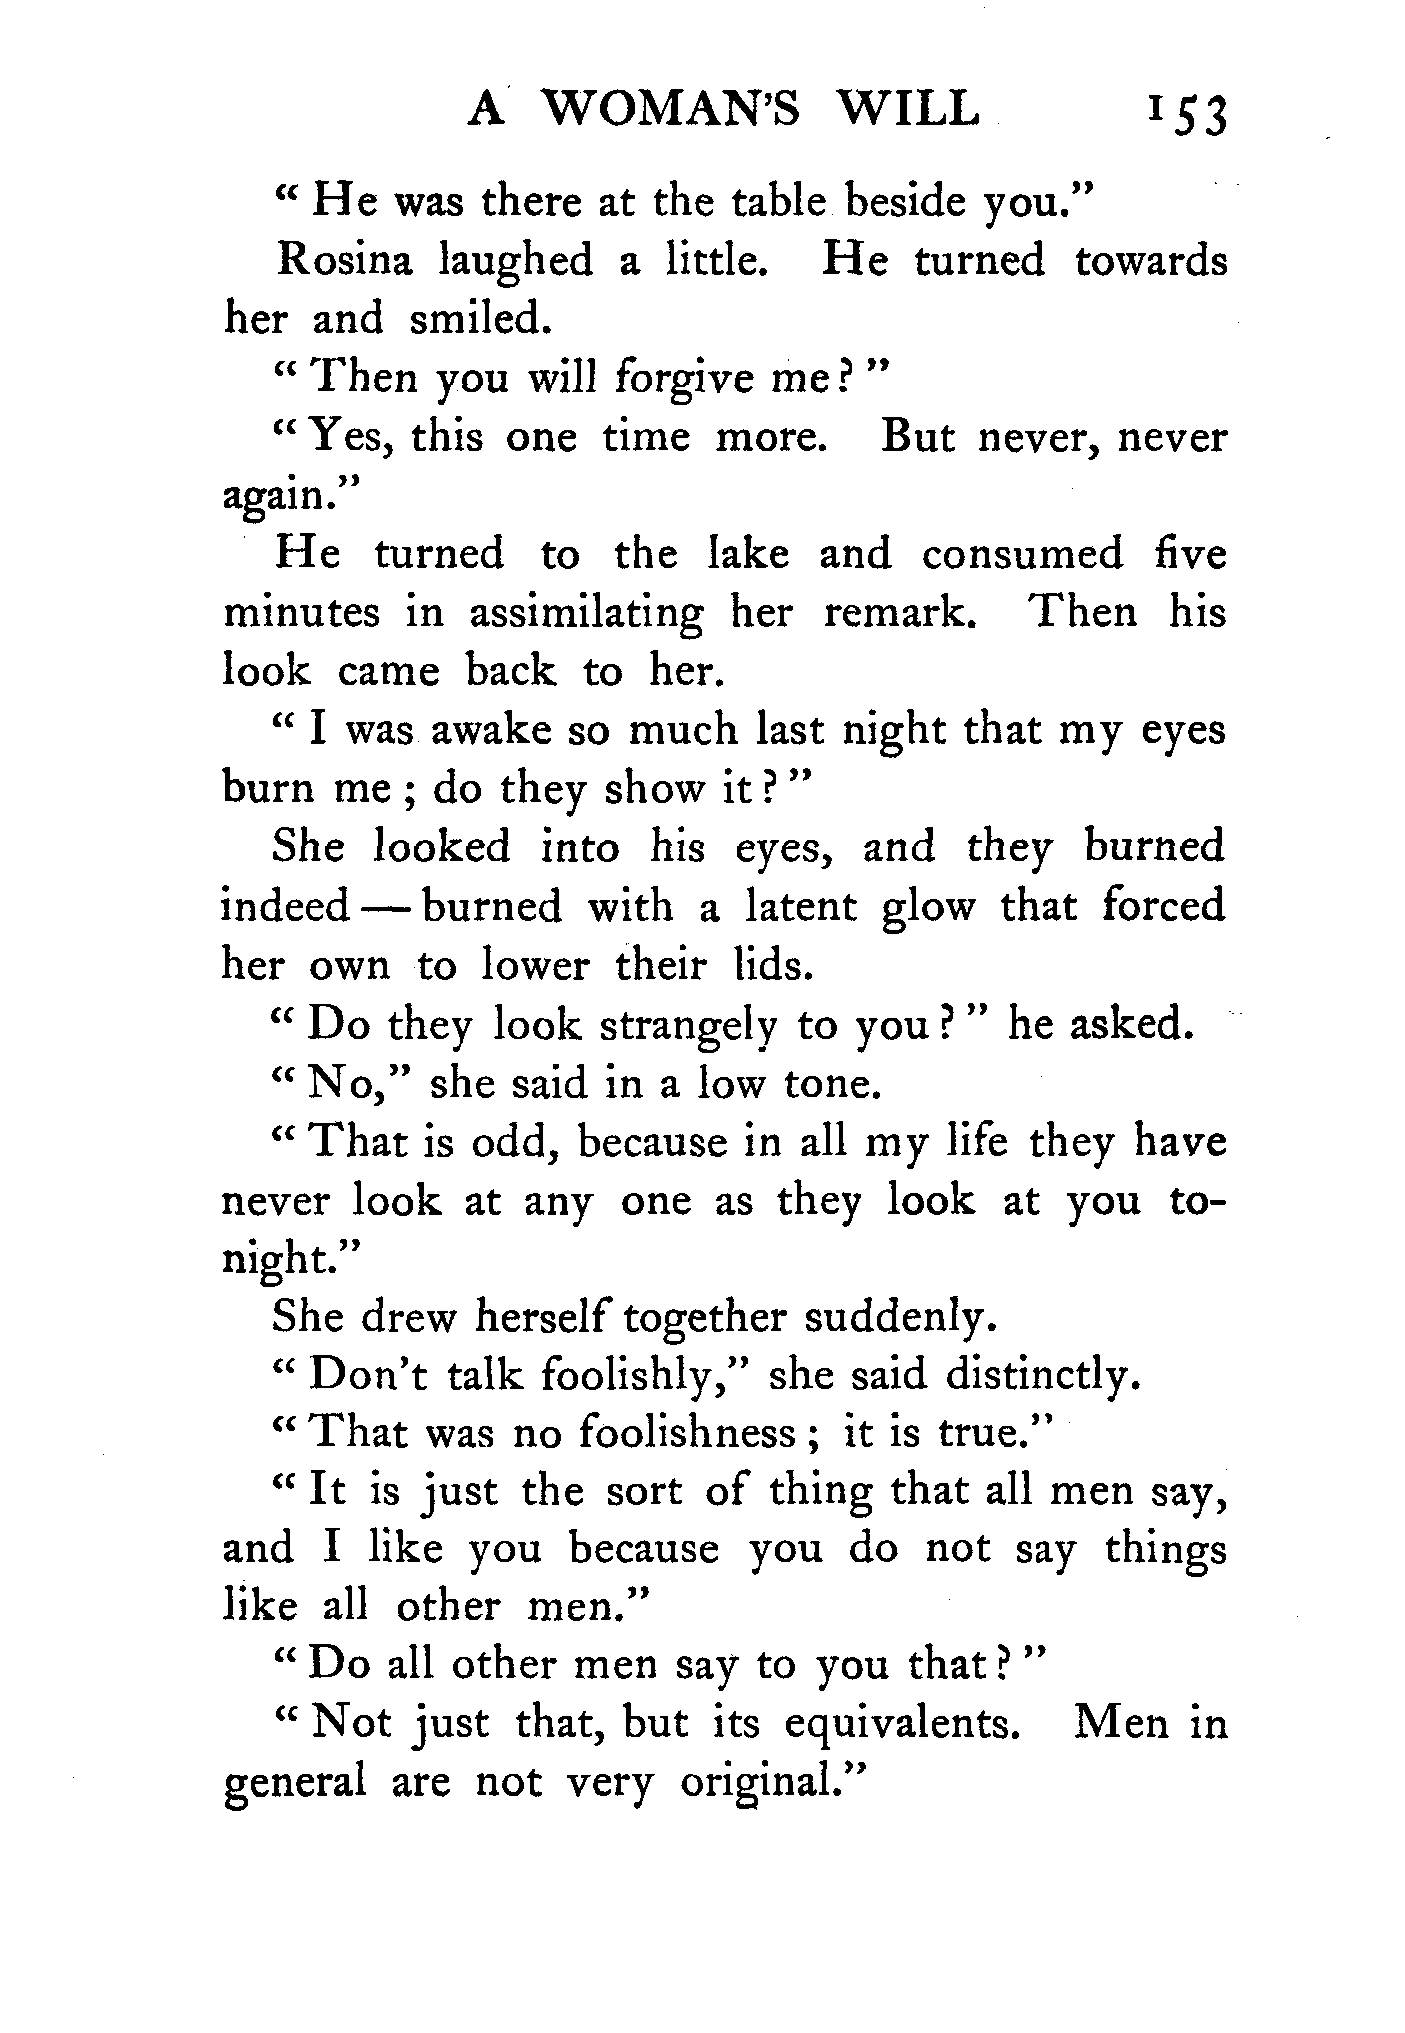 A WOMAN'S WILL 153
" He was there at the table beside you."
Rosina laughed a little. He turned towards
her and smiled.
" Then you will forgive me? "
" Yes, this one time more. But never, never
again."
He turned to the lake and consumed five
minutes in assimilating her remark. Then his
look came back to her.
" I was awake so much last night that my eyes
burn me ; do they show it? "
She looked into his eyes, and they burned
indeed — burned with a latent glow that forced
her own to lower their lids.
" Do they look strangely to you? " he asked.
" No," she said in a low tone.
" That is odd, because in all my life they have
never look at any one as they look at you to-
night."
She drew herself together suddenly.
" Don't talk foolishly," she said distinctly.
" That was no foolishness ; it is true."
" It is just the sort of thing that all men say,
and I like you because you do not say things
like all other men."
" Do all other men say to you that? "
" Not just that, but its equivalents. Men in
general are not very original."